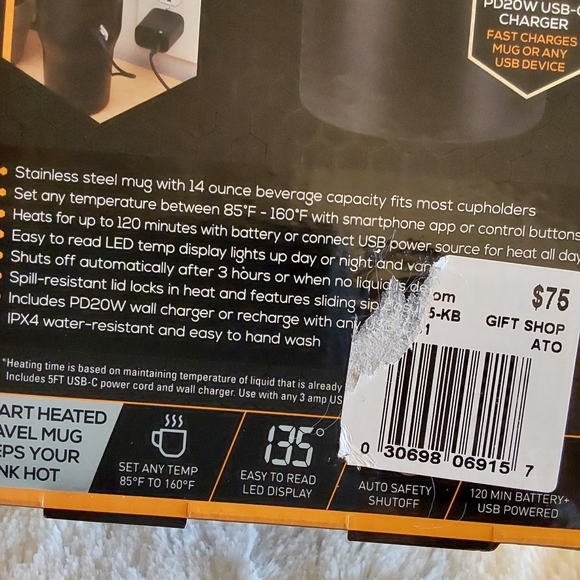 PD20W USB-C
CHARGER
FAST CHARGES
MUG OR ANY
USB DEVICE
Stainless steel mug with 14 ounce beverage capacity fits most cupholders
Set any temperature between 85°F - 160°F with smartphone app or control buttons
Heats for up to 120 minutes with battery or connect USB power source for heat all day
Easy to read LED temp display lights up day or night and
Shuts off automatically after 3 hours or when no liquid is
Spill-resistant lid locks in heat and features sliding
Includes PD20W wall charger or recharge with any
IPX4 water-resistant and easy to hand wash
*Heating time is based on maintaining temperature of liquid that is already
Includes 5FT USB-C power cord and wall charger. Use with any 3 amp US
ART HEATED
AVEL MUG
EPS YOUR
NK HOT
SET ANY TEMP
85°F TO 160°F
135°
EASY TO READ
LED DISPLAY
AUTO SAFETY
SHUTOFF
120 MIN BATTERY+
USB POWERED
om
$75
5-KB
GIFT SHOP
1
ATO
0 30698 06915 7